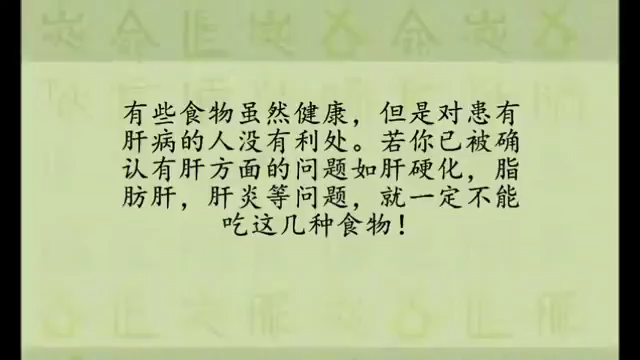 有些食物虽然健康，但是对患有
肝病的人没有利处。若你已被确
认有肝方面的问题如肝硬化，脂
肪肝，肝炎等问题，就一定不能
吃这几种食物！